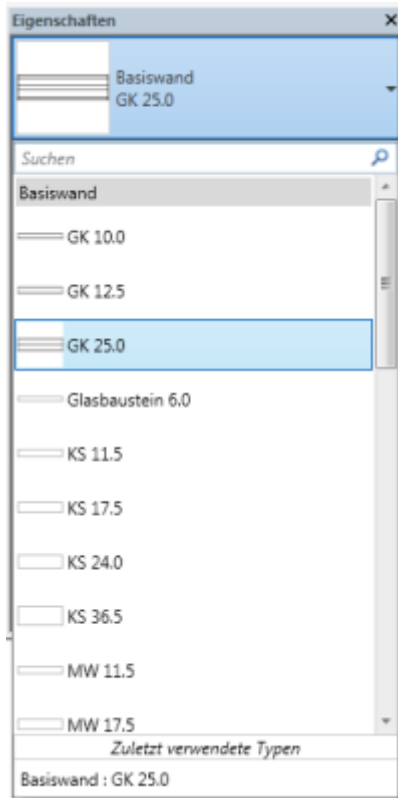 Eigenschaften
Basiswand
GK 25.0
Suchen
Basiswand
GK 10.0
GK 12.5
GK 25.0
Glasbaustein 6.0
KS 11.5
KS 17.5
KS 24.0
KS 36.5
MW 11.5
MW 17.5
Zuletzt verwendete Typen
Basiswand : GK 25.0